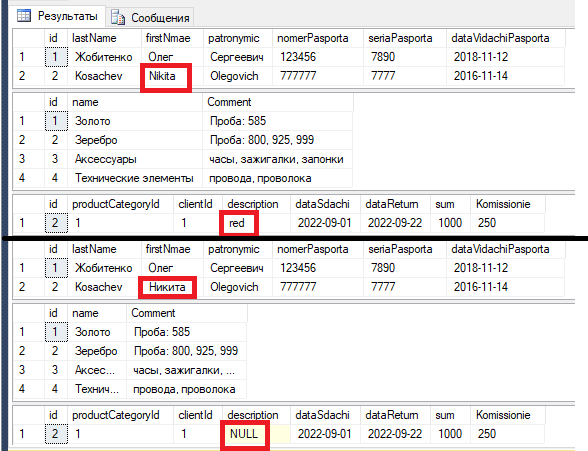 Результаты Сообщения
id lastName firstNmae patronymic nomerPasporta seriaPasporta dataVidachiPasporta
1 1 Жобитенко Олег Сергеевич 123456 7890 2018-11-12
2 2 Kosachev Nikita Olegovich 777777 7777 2016-11-14
id name Comment
1 1 Золото Проба: 585
2 2 Зеребро Проба: 800, 925, 999
3 3 Аксессуары часы, зажигалки, запонки
4 4 Технические элементы провода, проволока
id productCategoryId clientId description dataSdachi dataReturn sum Komissionie
1 2 1 1 red 2022-09-01 2022-09-22 1000 250
id lastName firstNmae patronymic nomerPasporta seriaPasporta dataVidachiPasporta
1 1 Жобитенко Олег Сергеевич 123456 7890 2018-11-12
2 2 Kosachev Никита Olegovich 777777 7777 2016-11-14
id name Comment
1 1 Золото Проба: 585
2 2 Зеребро Проба: 800, 925, 999
3 3 Аксес... часы, зажигалки, ...
4 4 Технич... провода, проволока
id productCategoryId clientId description dataSdachi dataReturn sum Komissionie
1 2 1 1 NULL 2022-09-01 2022-09-22 1000 250